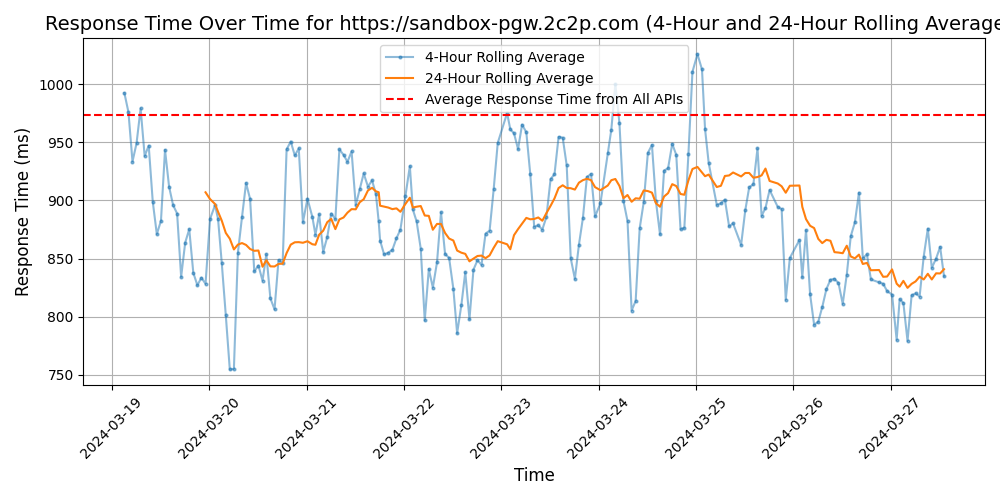 Response Time Over Time for https://sandbox-pgw.2c2p.com (4-Hour and 24-Hour Rolling Average
4-Hour Rolling Average
24-Hour Rolling Average
Average Response Time from All APIs
Response Time (ms)
1000
950
900
850
800
750
2024-03-19
2024-03-20
2024-03-21
2024-03-22
2024-03-23
2024-03-24
2024-03-25
2024-03-26
2024-03-27
Time